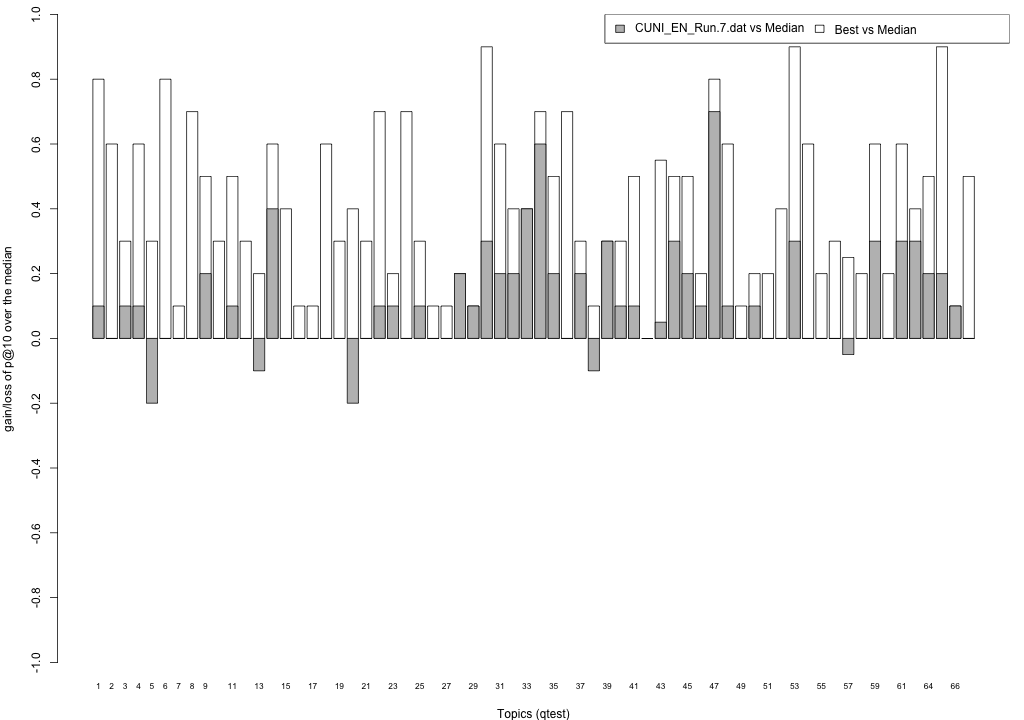 CUNI_EN_Run.7.dat vs Median Best vs Median
gain/loss of p@10 over the median
1.0
0.8
0.6
0.4
0.2
0.0
-0.2
-0.4
-0.6
-0.8
-1.0
1 2 3 4 5 6 7 8 9 11 13 15 17 19 21 23 25 27 29 31 33 35 37 39 41 43 45 47 49 51 53 55 57 59 61 64 66
Topics (qtest)